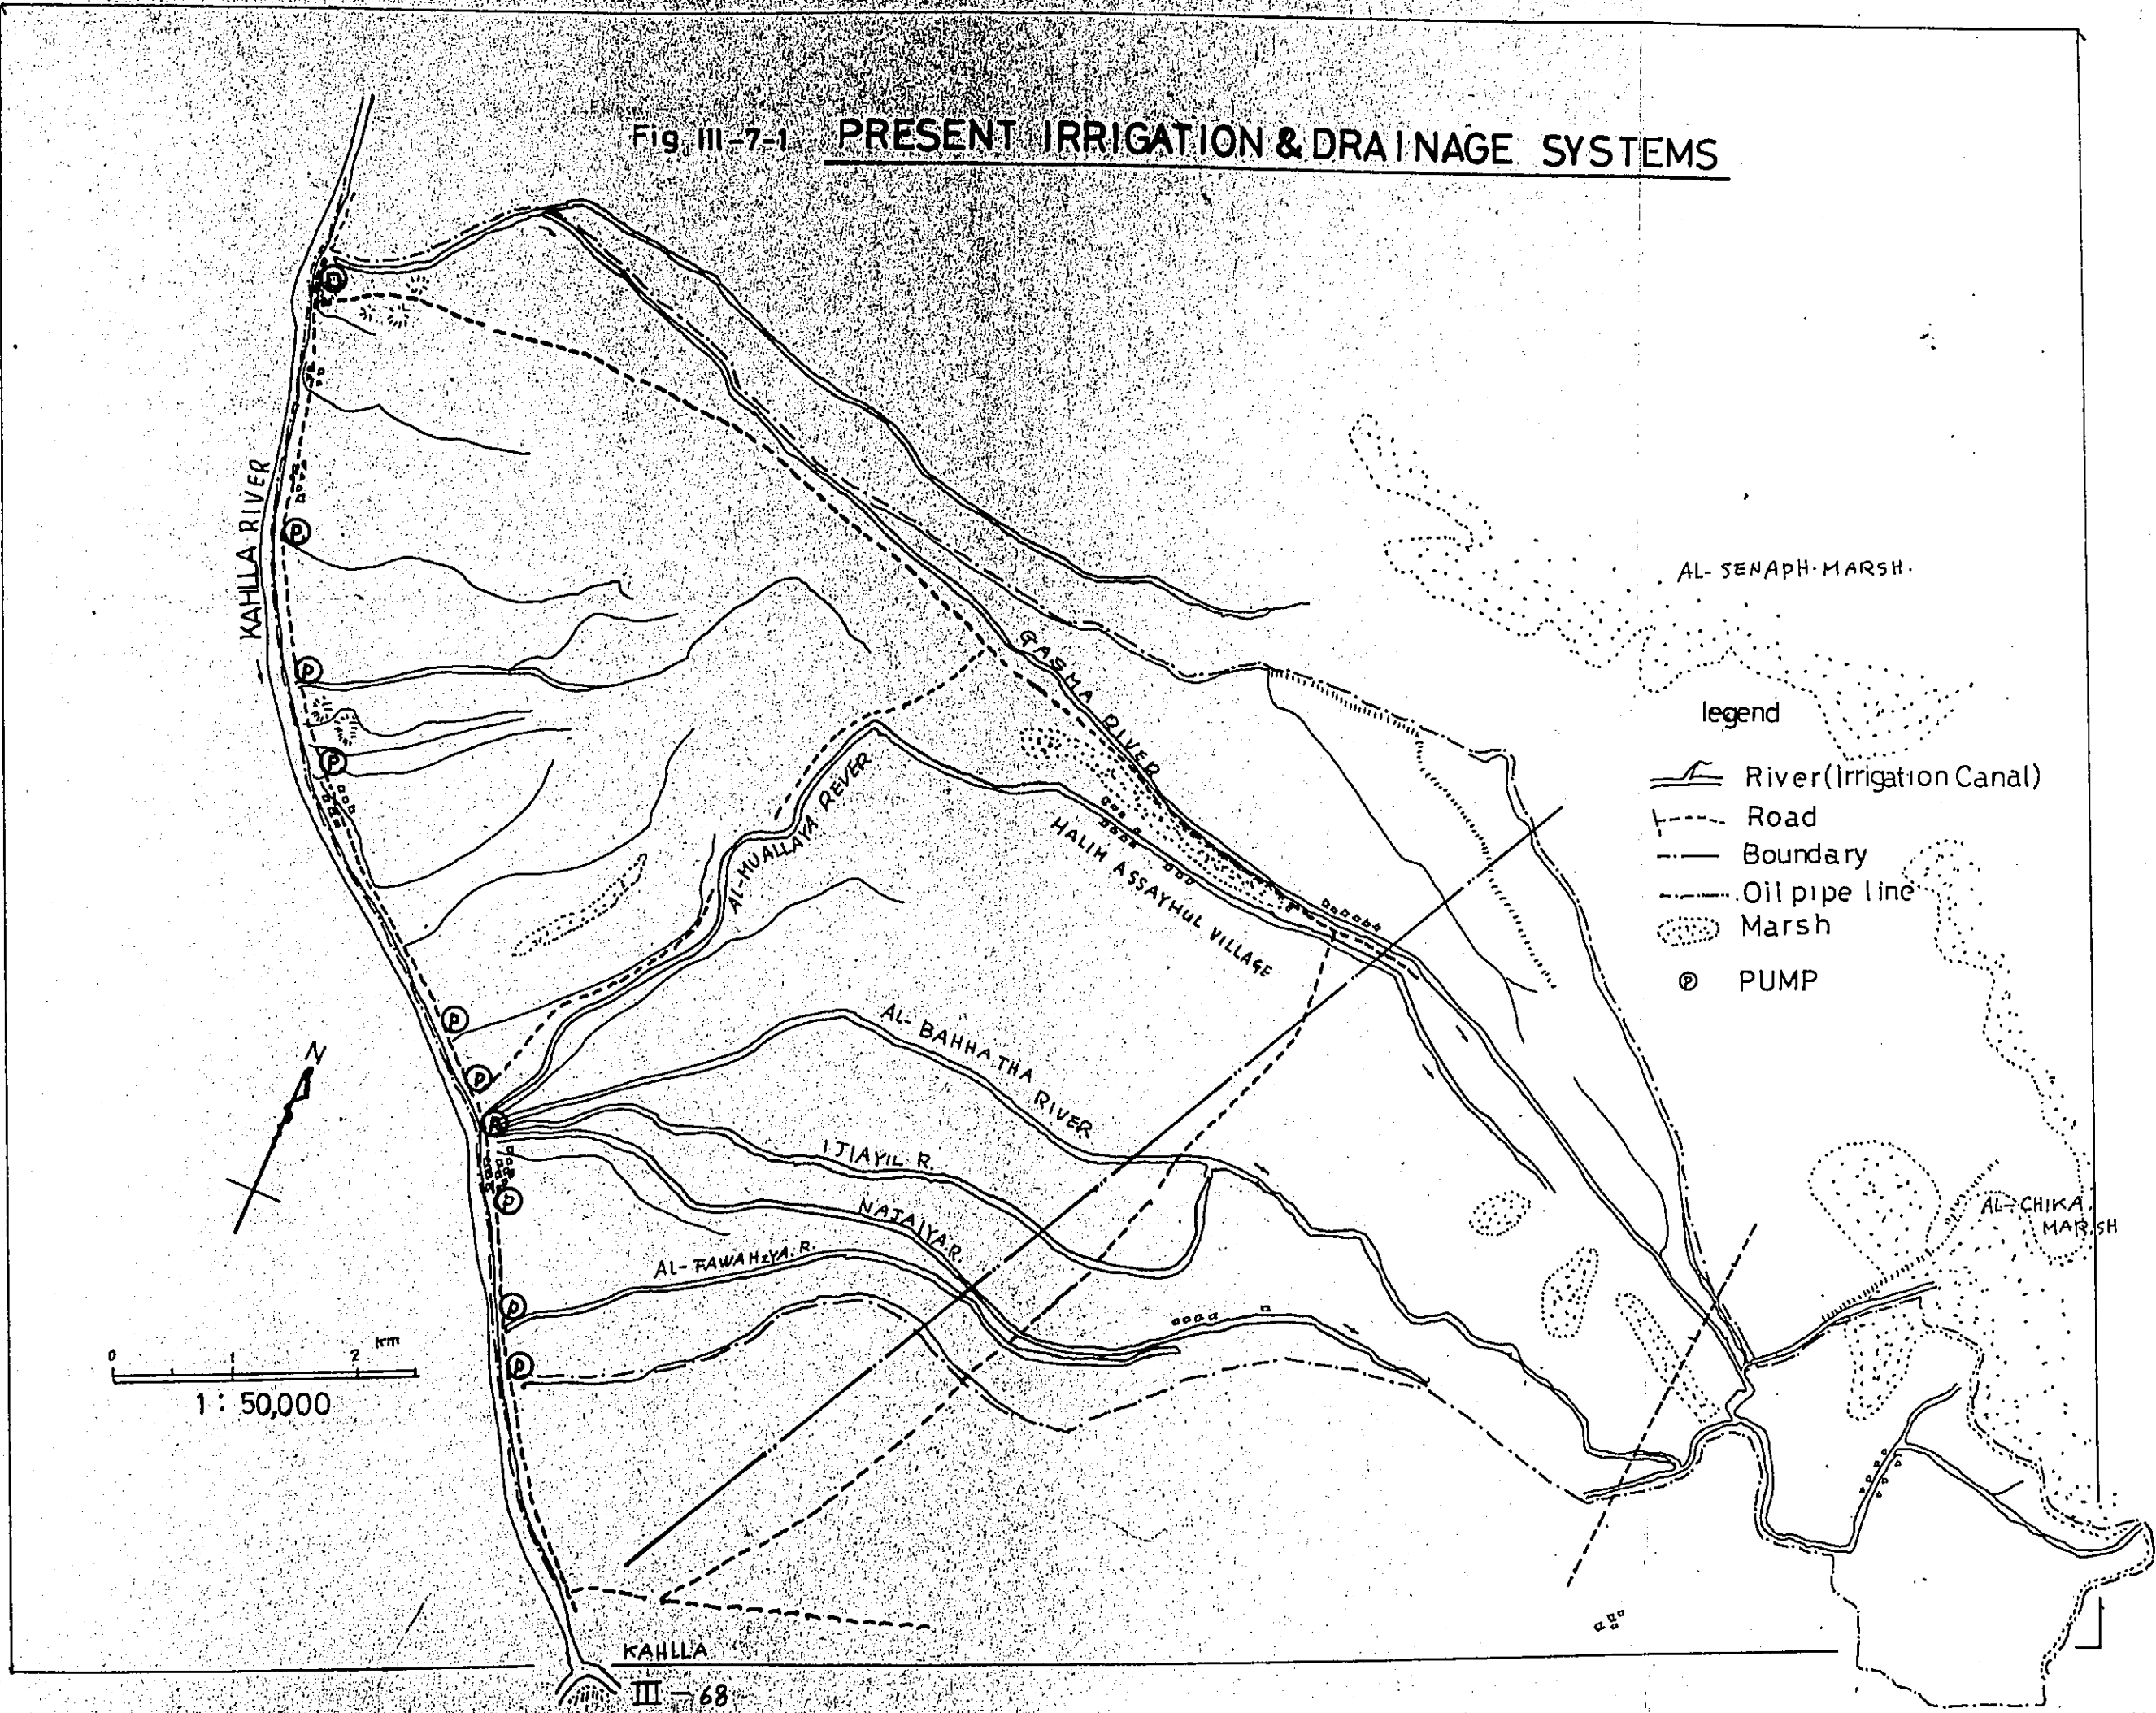 Fig III-7-1 PRESENT IRRIGATION & DRAINAGE SYSTEMS
P
KAHLLA RIVER
P
AL-SENAPH MARSH.
P
GASMA RIVER
legend
River (Irrigation Canal)
Road
Boundary
Oil pipe line
Marsh
P PUMP
P
AL-MUALLAYA REVER
HALIM ASSAYHUL VILLAGE
P
N
AL-BAHHATHA RIVER
P
P
IJIAYIL R.
P
NAJAIYA R.
AL-CHIKA
MARSH
AL-FAWAHZYA R.
P
P
0 2 km
1 : 50,000
KAHLLA
III - 68